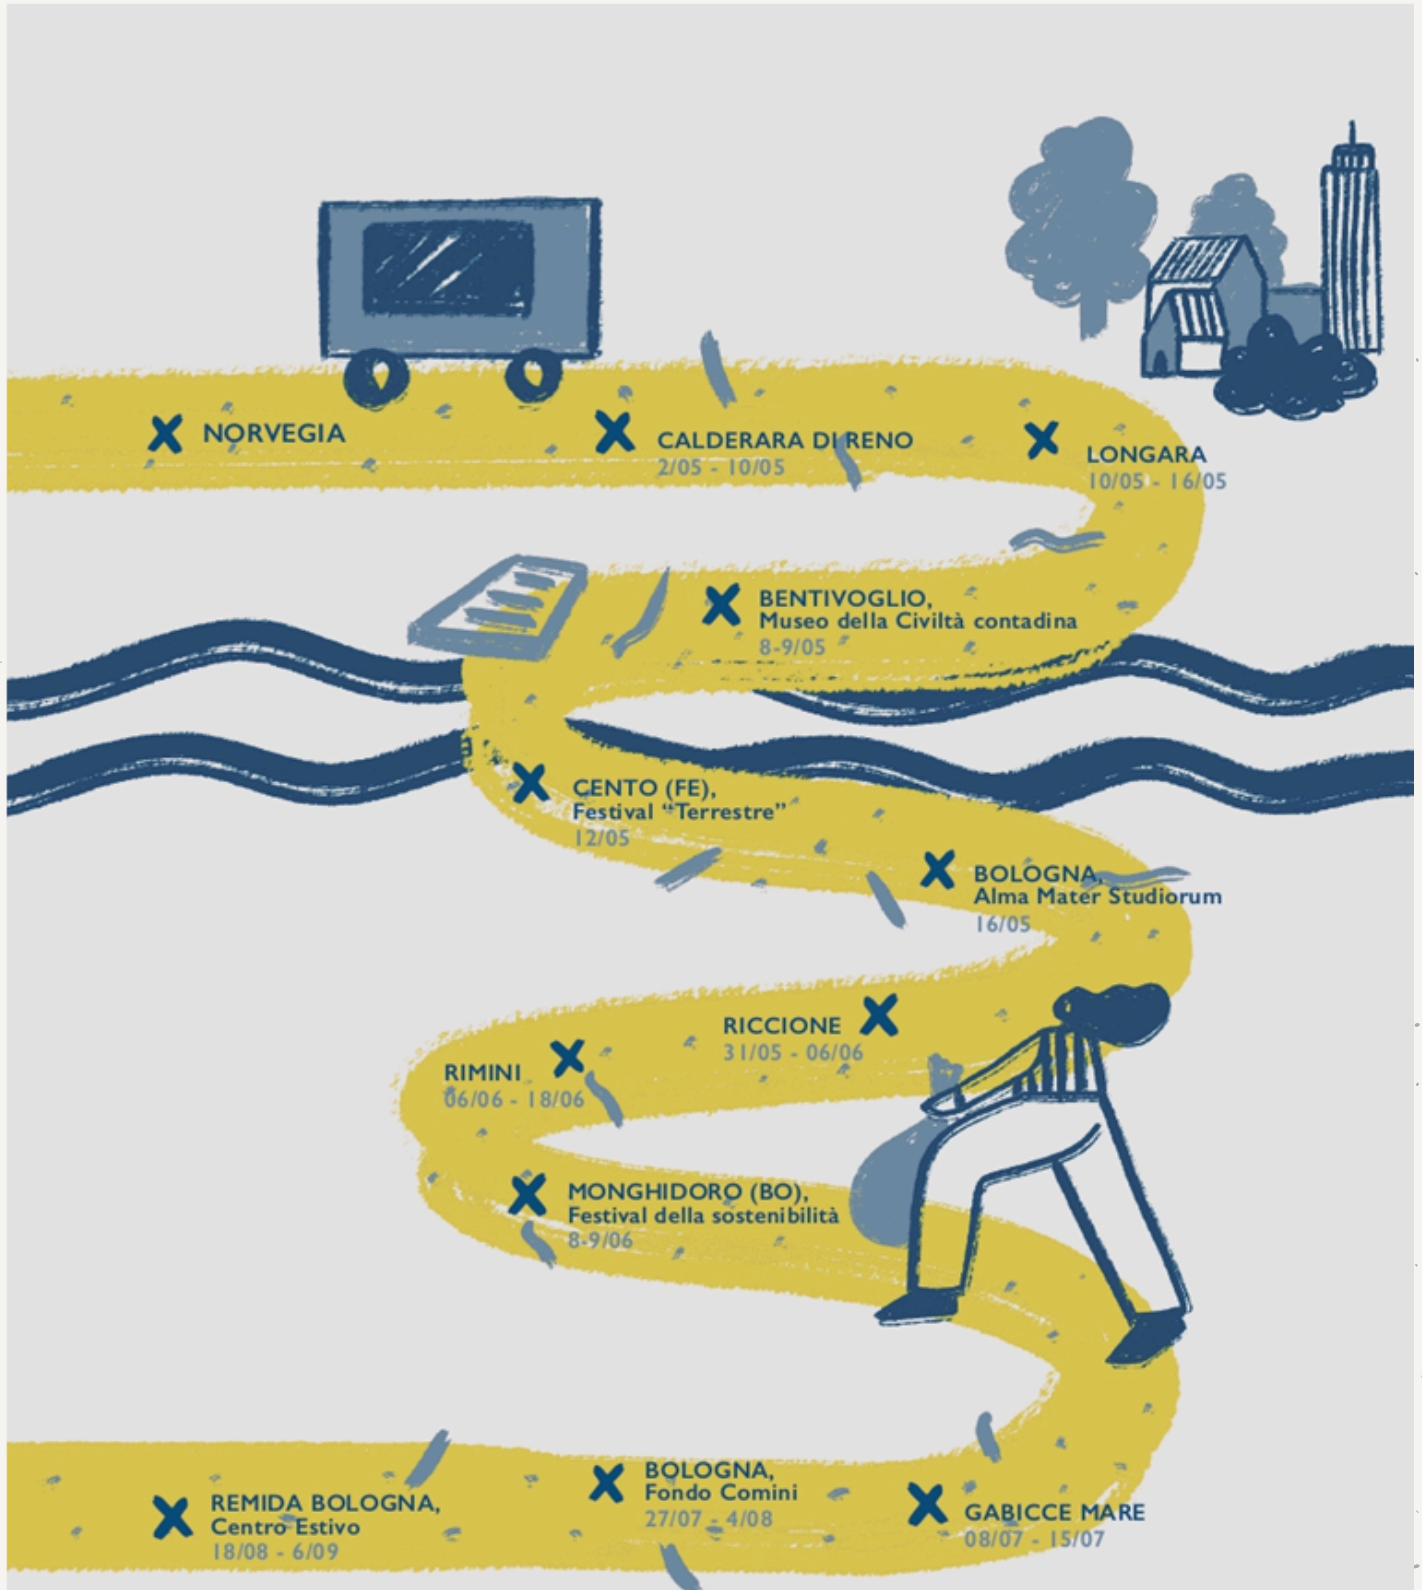 NORVEGIA
CALDERARA DI RENO
2/05 - 10/05
LONGARA
10/05 - 16/05
BENTIVOGLIO,
Museo della Civiltà contadina
8-9/05
CENTO (FE),
Festival “Terrestre”
12/05
BOLOGNA,
Alma Mater Studiorum
16/05
RICCIONE
31/05 - 06/06
RIMINI
06/06 - 18/06
MONGHIDORO (BO),
Festival della sostenibilità
8-9/06
GABICCE MARE
08/07 - 15/07
BOLOGNA,
Fondo Comini
27/07 - 4/08
REMIDA BOLOGNA,
Centro Estivo
18/08 - 6/09